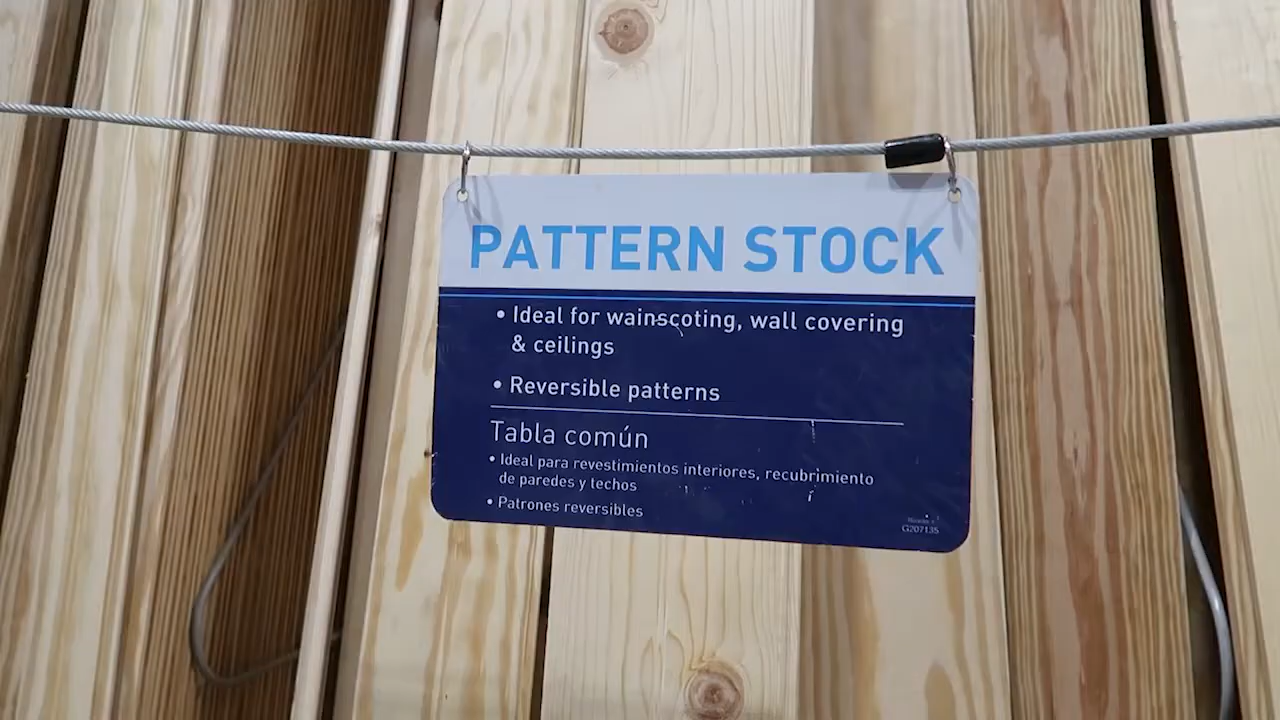 PATTERN STOCK
• Ideal for wainscoting, wall covering
& ceilings
• Reversible patterns
Tabla común
• Ideal para revestimientos interiores, recubrimiento
de paredes y techos
• Patrones reversibles
G207135